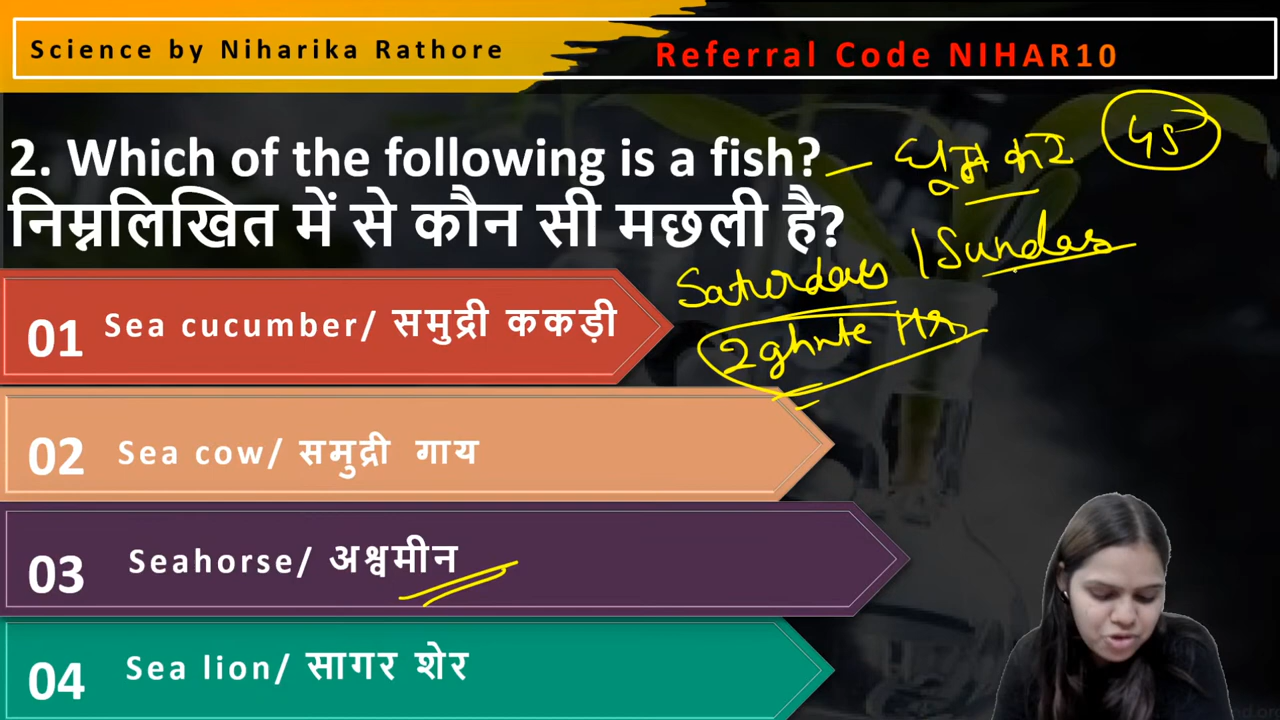 Science by Niharika Rathore
Referral Code NIHAR10
2. Which of the following is a fish?
निम्नलिखित में से कौन सी मछली है?
घुमा कर
45
Saturday / Sunday
2 ghnte
01 Sea cucumber/ समुद्री ककड़ी
02 Sea cow/ समुद्री गाय
03 Seahorse/ अश्वमीन
04 Sea lion/ सागर शेर